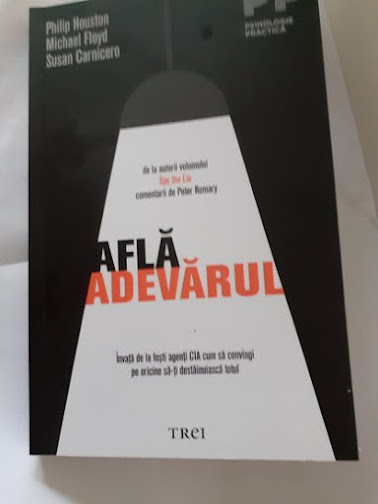 Philip Houston
Michael Floyd
Susan Carnicero
PSIHOLOGIE
PRACTICĂ
de la autorii volumului
Spy the Lie
comentarii de Peter Romary
AFLĂ
ADEVĂRUL
Învață de la foști agenți CIA cum să convingi
pe oricine să-ți destăinuiască totul
TREI